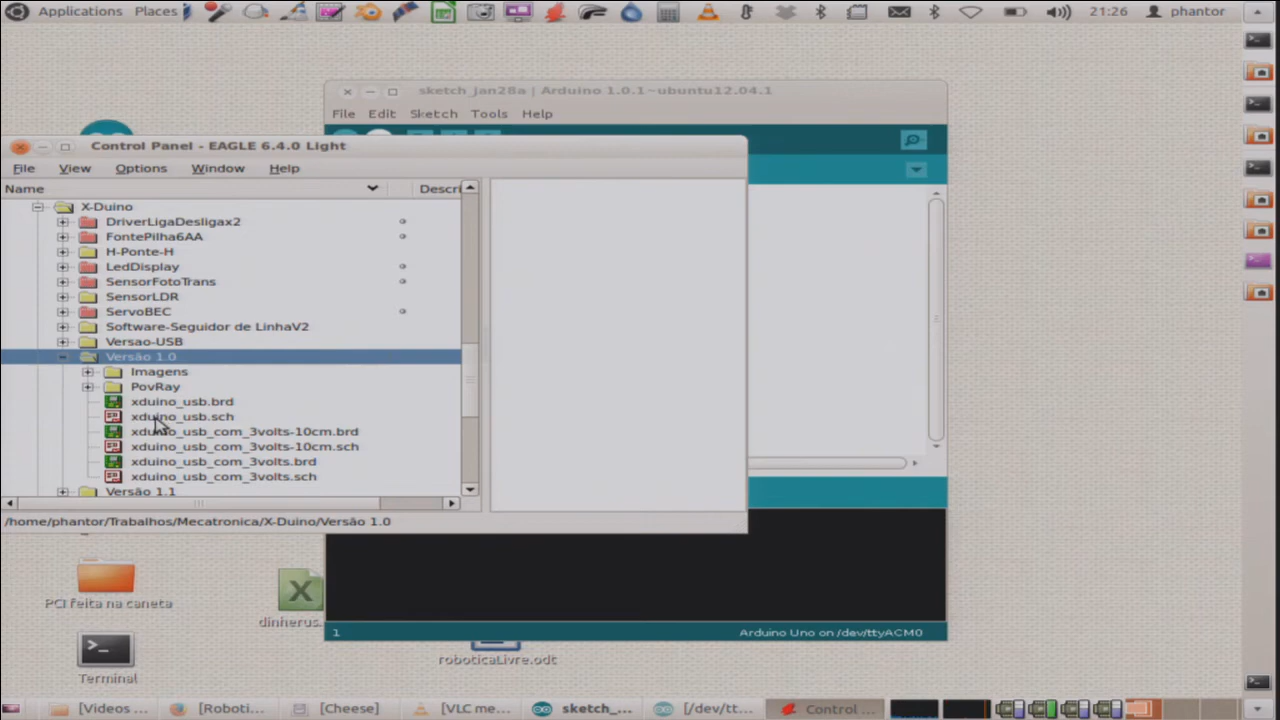 Applications Places 21:26 phantor
sketch_jan28a | Arduino 1.0.1~ubuntu12.04.1
File Edit Sketch Tools Help
Control Panel - EAGLE 6.4.0 Light
File View Options Window Help
Name Descri
X-Duino
DriverLigaDesligax2
FontePilha6AA
H-Ponte-H
LedDisplay
SensorFotoTrans
SensorLDR
ServoBEC
Software-Seguidor de LinhaV2
Versao-USB
Versão 1.0
Imagens
PovRay
xduino_usb.brd
xduino_usb.sch
xduino_usb_com_3volts-10cm.brd
xduino_usb_com_3volts-10cm.sch
xduino_usb_com_3volts.brd
xduino_usb_com_3volts.sch
Versão 1.1
/home/phantor/Trabalhos/Mecatronica/X-Duino/Versão 1.0
PCI feita na caneta
dinherus.
1 Arduino Uno on /dev/ttyACM0
roboticaLivre.odt
Terminal
[Videos ... [Roboti... [Cheese] [VLC me... sketch_... [/dev/tt... Control ...